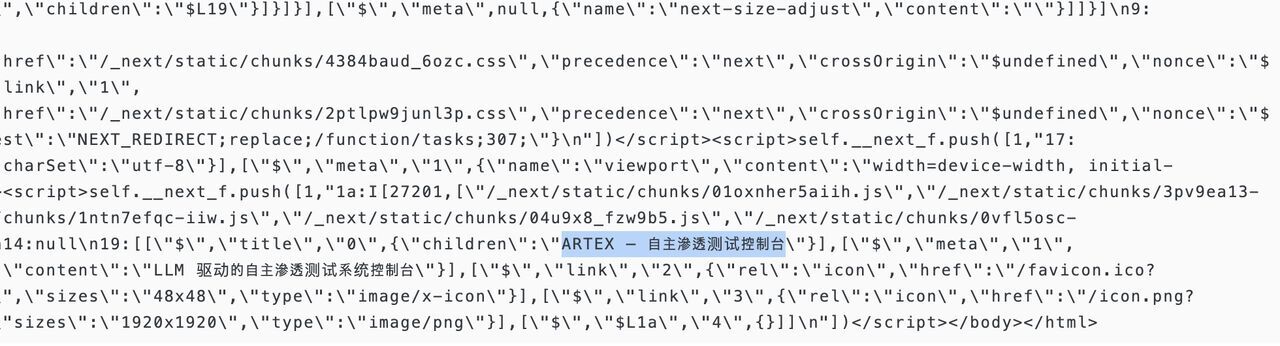 ",\"children\":\"$L19\"}]}]}],[\"$\",\"meta\",null,{\"name\":\"next-size-adjust\",\"content\":\"\"}]]}]\n9:
href\":\"/_next/static/chunks/4384baud_6ozc.css\",\"precedence\":\"next\",\"crossOrigin\":\"$undefined\",\"nonce\":\"$
link\",\"1\",
href\":\"/_next/static/chunks/2ptlpw9junl3p.css\",\"precedence\":\"next\",\"crossOrigin\":\"$undefined\",\"nonce\":\"$
est\":\"NEXT_REDIRECT;replace;/function/tasks;307;\"}\n"])</script><script>self.__next_f.push([1,"17:
charSet\":\"utf-8\"}],[\"$\",\"meta\",\"1\",{\"name\":\"viewport\",\"content\":\"width=device-width, initial-
<script>self.__next_f.push([1,"1a:I[27201,[\"/_next/static/chunks/01oxnher5aiih.js\",\"/_next/static/chunks/3pv9ea13-
chunks/1ntn7efqc-iiw.js\",\"/_next/static/chunks/04u9x8_fzw9b5.js\",\"/_next/static/chunks/0vfl5osc-
14:null\n19:[[\"$\",\"title\",\"0\",{\"children\":\"ARTEX — 自主渗透测试控制台\"}],[\"$\",\"meta\",\"1\",
\"content\":\"LLM 驱动的自主渗透测试系统控制台\"}],[\"$\",\"link\",\"2\",{\"rel\":\"icon\",\"href\":\"/favicon.ico?
",\"sizes\":\"48x48\",\"type\":\"image/x-icon\"}],[\"$\",\"link\",\"3\",{\"rel\":\"icon\",\"href\":\"/icon.png?
"sizes\":\"1920x1920\",\"type\":\"image/png\"}],[\"$\",\"$L1a\",\"4\",{}]]\n"])</script></body></html>